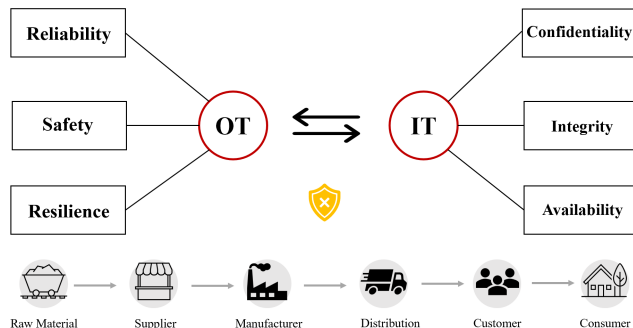 Reliability
Confidentiality
Safety
OT
IT
Integrity
Resilience
Availability
Raw Material
Supplier
Manufacturer
Distribution
Customer
Consumer